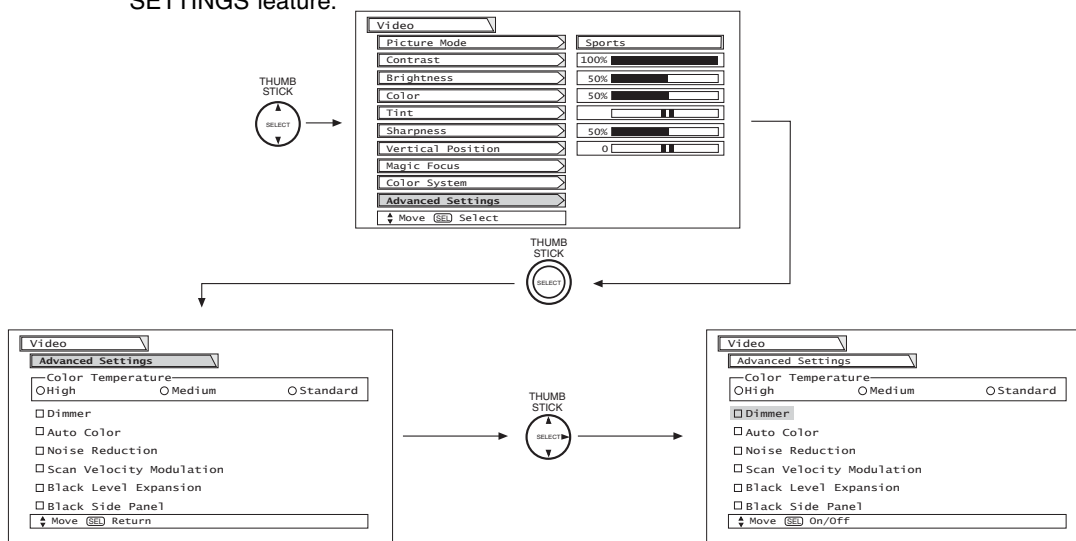 SETTINGS feature.
Video
Picture Mode Sports
Contrast 100%
Brightness 50%
Color 50%
Tint
Sharpness 50%
Vertical Position 0
Magic Focus
Color System
Advanced Settings
Move SEL Select
THUMB
STICK
SELECT
THUMB
STICK
SELECT
Video
Advanced Settings
Color Temperature
High Medium Standard
Dimmer
Auto Color
Noise Reduction
Scan Velocity Modulation
Black Level Expansion
Black Side Panel
Move SEL Return
THUMB
STICK
SELECT
Video
Advanced Settings
Color Temperature
High Medium Standard
Dimmer
Auto Color
Noise Reduction
Scan Velocity Modulation
Black Level Expansion
Black Side Panel
Move SEL On/Off